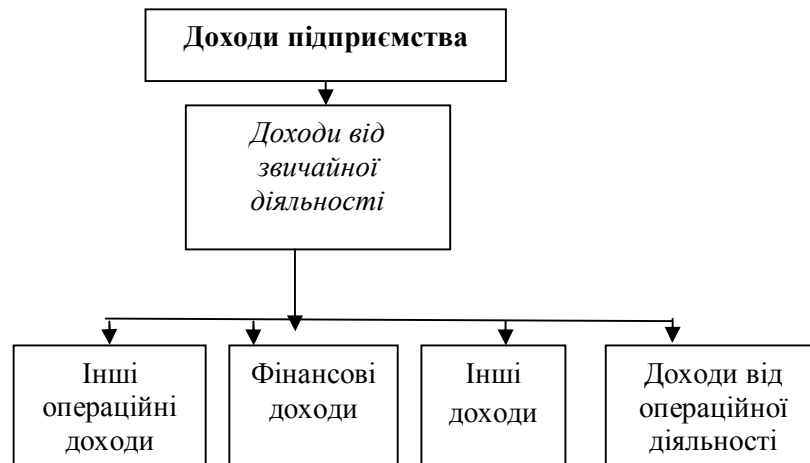 Доходи підприємства
Доходи від
звичайної
діяльності
Інші
операційні
доходи
Фінансові
доходи
Інші
доходи
Доходи від
операційної
діяльності